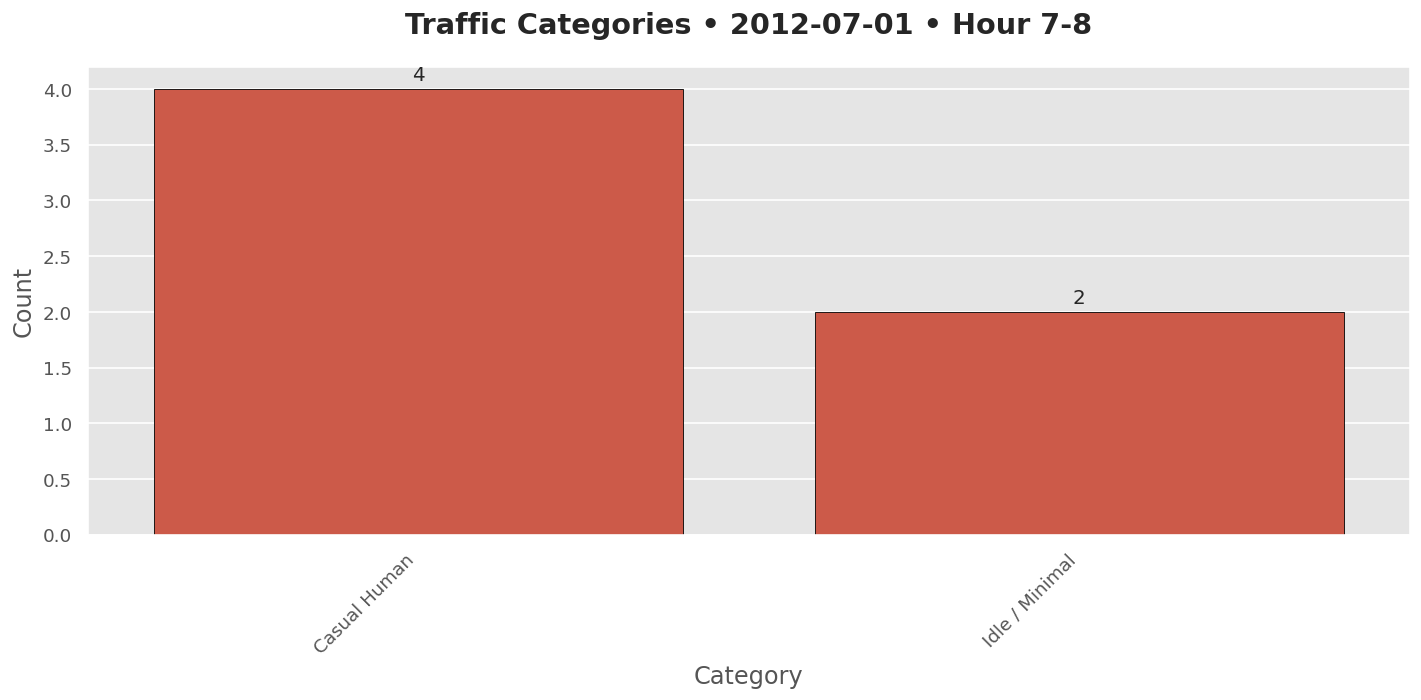 Traffic Categories • 2012-07-01 • Hour 7-8
Count
4.0
3.5
3.0
2.5
2.0
1.5
1.0
0.5
0.0
4
2
Casual Human
Idle / Minimal
Category